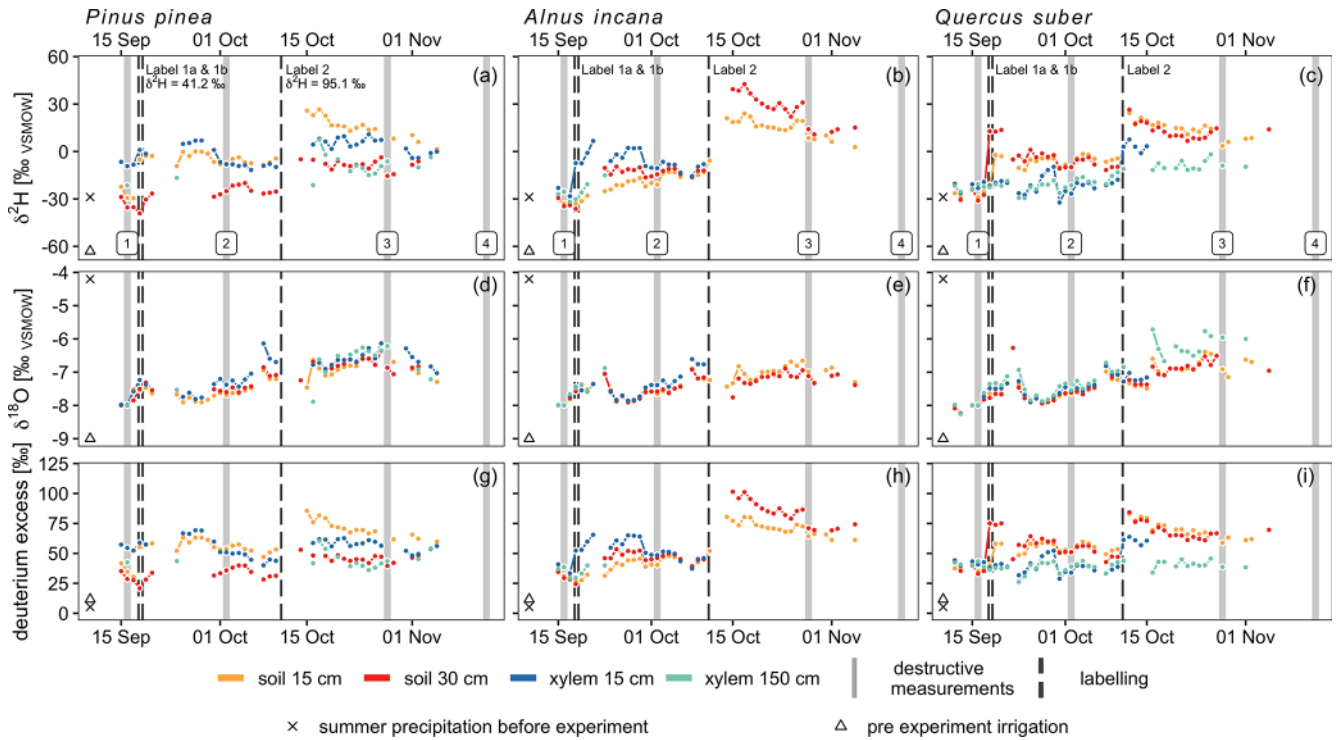 Pinus pinea Alnus incana Quercus suber
15 Sep 01 Oct 15 Oct 01 Nov 15 Sep 01 Oct 15 Oct 01 Nov 15 Sep 01 Oct 15 Oct 01 Nov
60
30
0
-30
-60
δ²H [‰ VSMOW]
Label 1a & 1b
δ²H = 41.2 ‰
Label 2
δ²H = 95.1 ‰
(a)
1 2 3 4
Label 1a & 1b
Label 2
(b)
1 2 3 4
Label 1a & 1b
Label 2
(c)
1 2 3 4
-4
-5
-6
-7
-8
-9
δ¹⁸O [‰ VSMOW]
(d) (e) (f)
125
100
75
50
25
0
deuterium excess [‰]
(g) (h) (i)
15 Sep 01 Oct 15 Oct 01 Nov 15 Sep 01 Oct 15 Oct 01 Nov 15 Sep 01 Oct 15 Oct 01 Nov
soil 15 cm soil 30 cm xylem 15 cm xylem 150 cm
destructive
measurements
labelling
summer precipitation before experiment
pre experiment irrigation